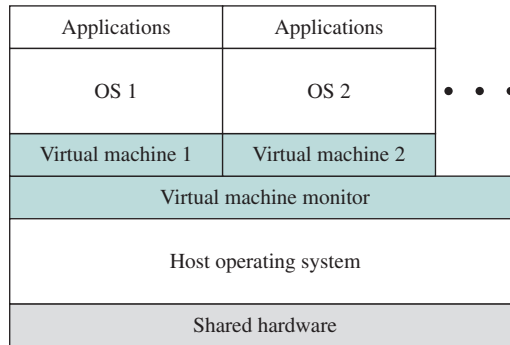 Applications
Applications
OS 1
OS 2
Virtual machine 1
Virtual machine 2
Virtual machine monitor
Host operating system
Shared hardware